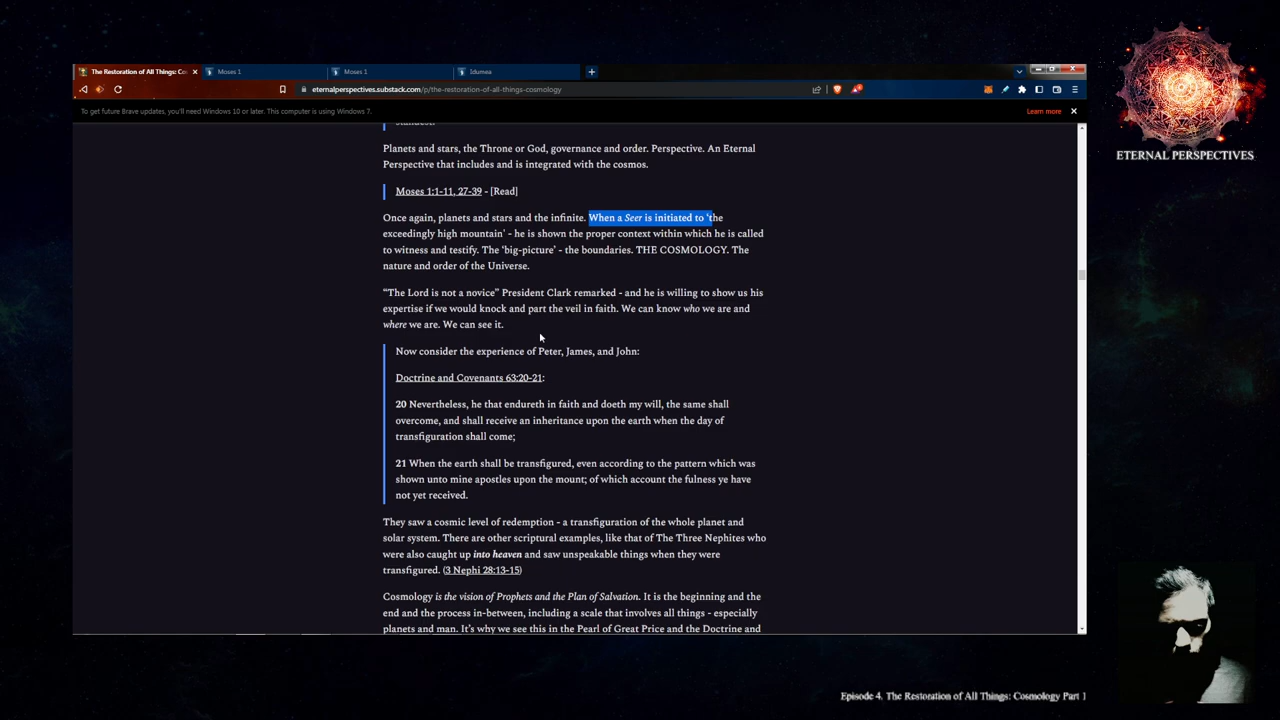 The Restoration of All Things: Co
Moses 1
Moses 1
Idumea
eternalperspectives.substack.com/p/the-restoration-of-all-things-cosmology
To get future Brave updates, you'll need Windows 10 or later. This computer is using Windows 7.
Learn more
ETERNAL PERSPECTIVES
Planets and stars, the Throne or God, governance and order. Perspective. An Eternal
Perspective that includes and is integrated with the cosmos.
Moses 1:1-11, 27-39 - [Read]
Once again, planets and stars and the infinite. When a Seer is initiated to 'the
exceedingly high mountain' - he is shown the proper context within which he is called
to witness and testify. The 'big-picture' - the boundaries. THE COSMOLOGY. The
nature and order of the Universe.
"The Lord is not a novice" President Clark remarked - and he is willing to show us his
expertise if we would knock and part the veil in faith. We can know who we are and
where we are. We can see it.
Now consider the experience of Peter, James, and John:
Doctrine and Covenants 63:20-21:
20 Nevertheless, he that endureth in faith and doeth my will, the same shall
overcome, and shall receive an inheritance upon the earth when the day of
transfiguration shall come;
21 When the earth shall be transfigured, even according to the pattern which was
shown unto mine apostles upon the mount; of which account the fulness ye have
not yet received.
They saw a cosmic level of redemption - a transfiguration of the whole planet and
solar system. There are other scriptural examples, like that of The Three Nephites who
were also caught up into heaven and saw unspeakable things when they were
transfigured. (3 Nephi 28:13-15)
Cosmology is the vision of Prophets and the Plan of Salvation. It is the beginning and the
end and the process in-between, including a scale that involves all things - especially
planets and man. It's why we see this in the Pearl of Great Price and the Doctrine and
Episode 4. The Restoration of All Things: Cosmology Part 1